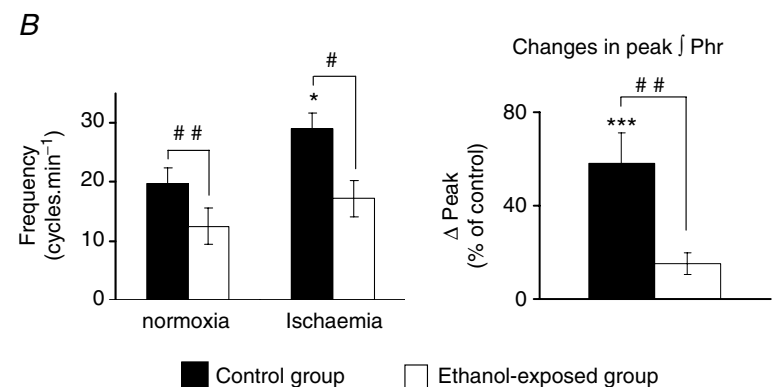 B
Changes in peak ∫ Phr
Frequency
(cycles.min⁻¹)
30
20
10
0
# #
*
#
normoxia
Ischaemia
Δ Peak
(% of control)
80
40
0
# #
***
Control group
Ethanol-exposed group